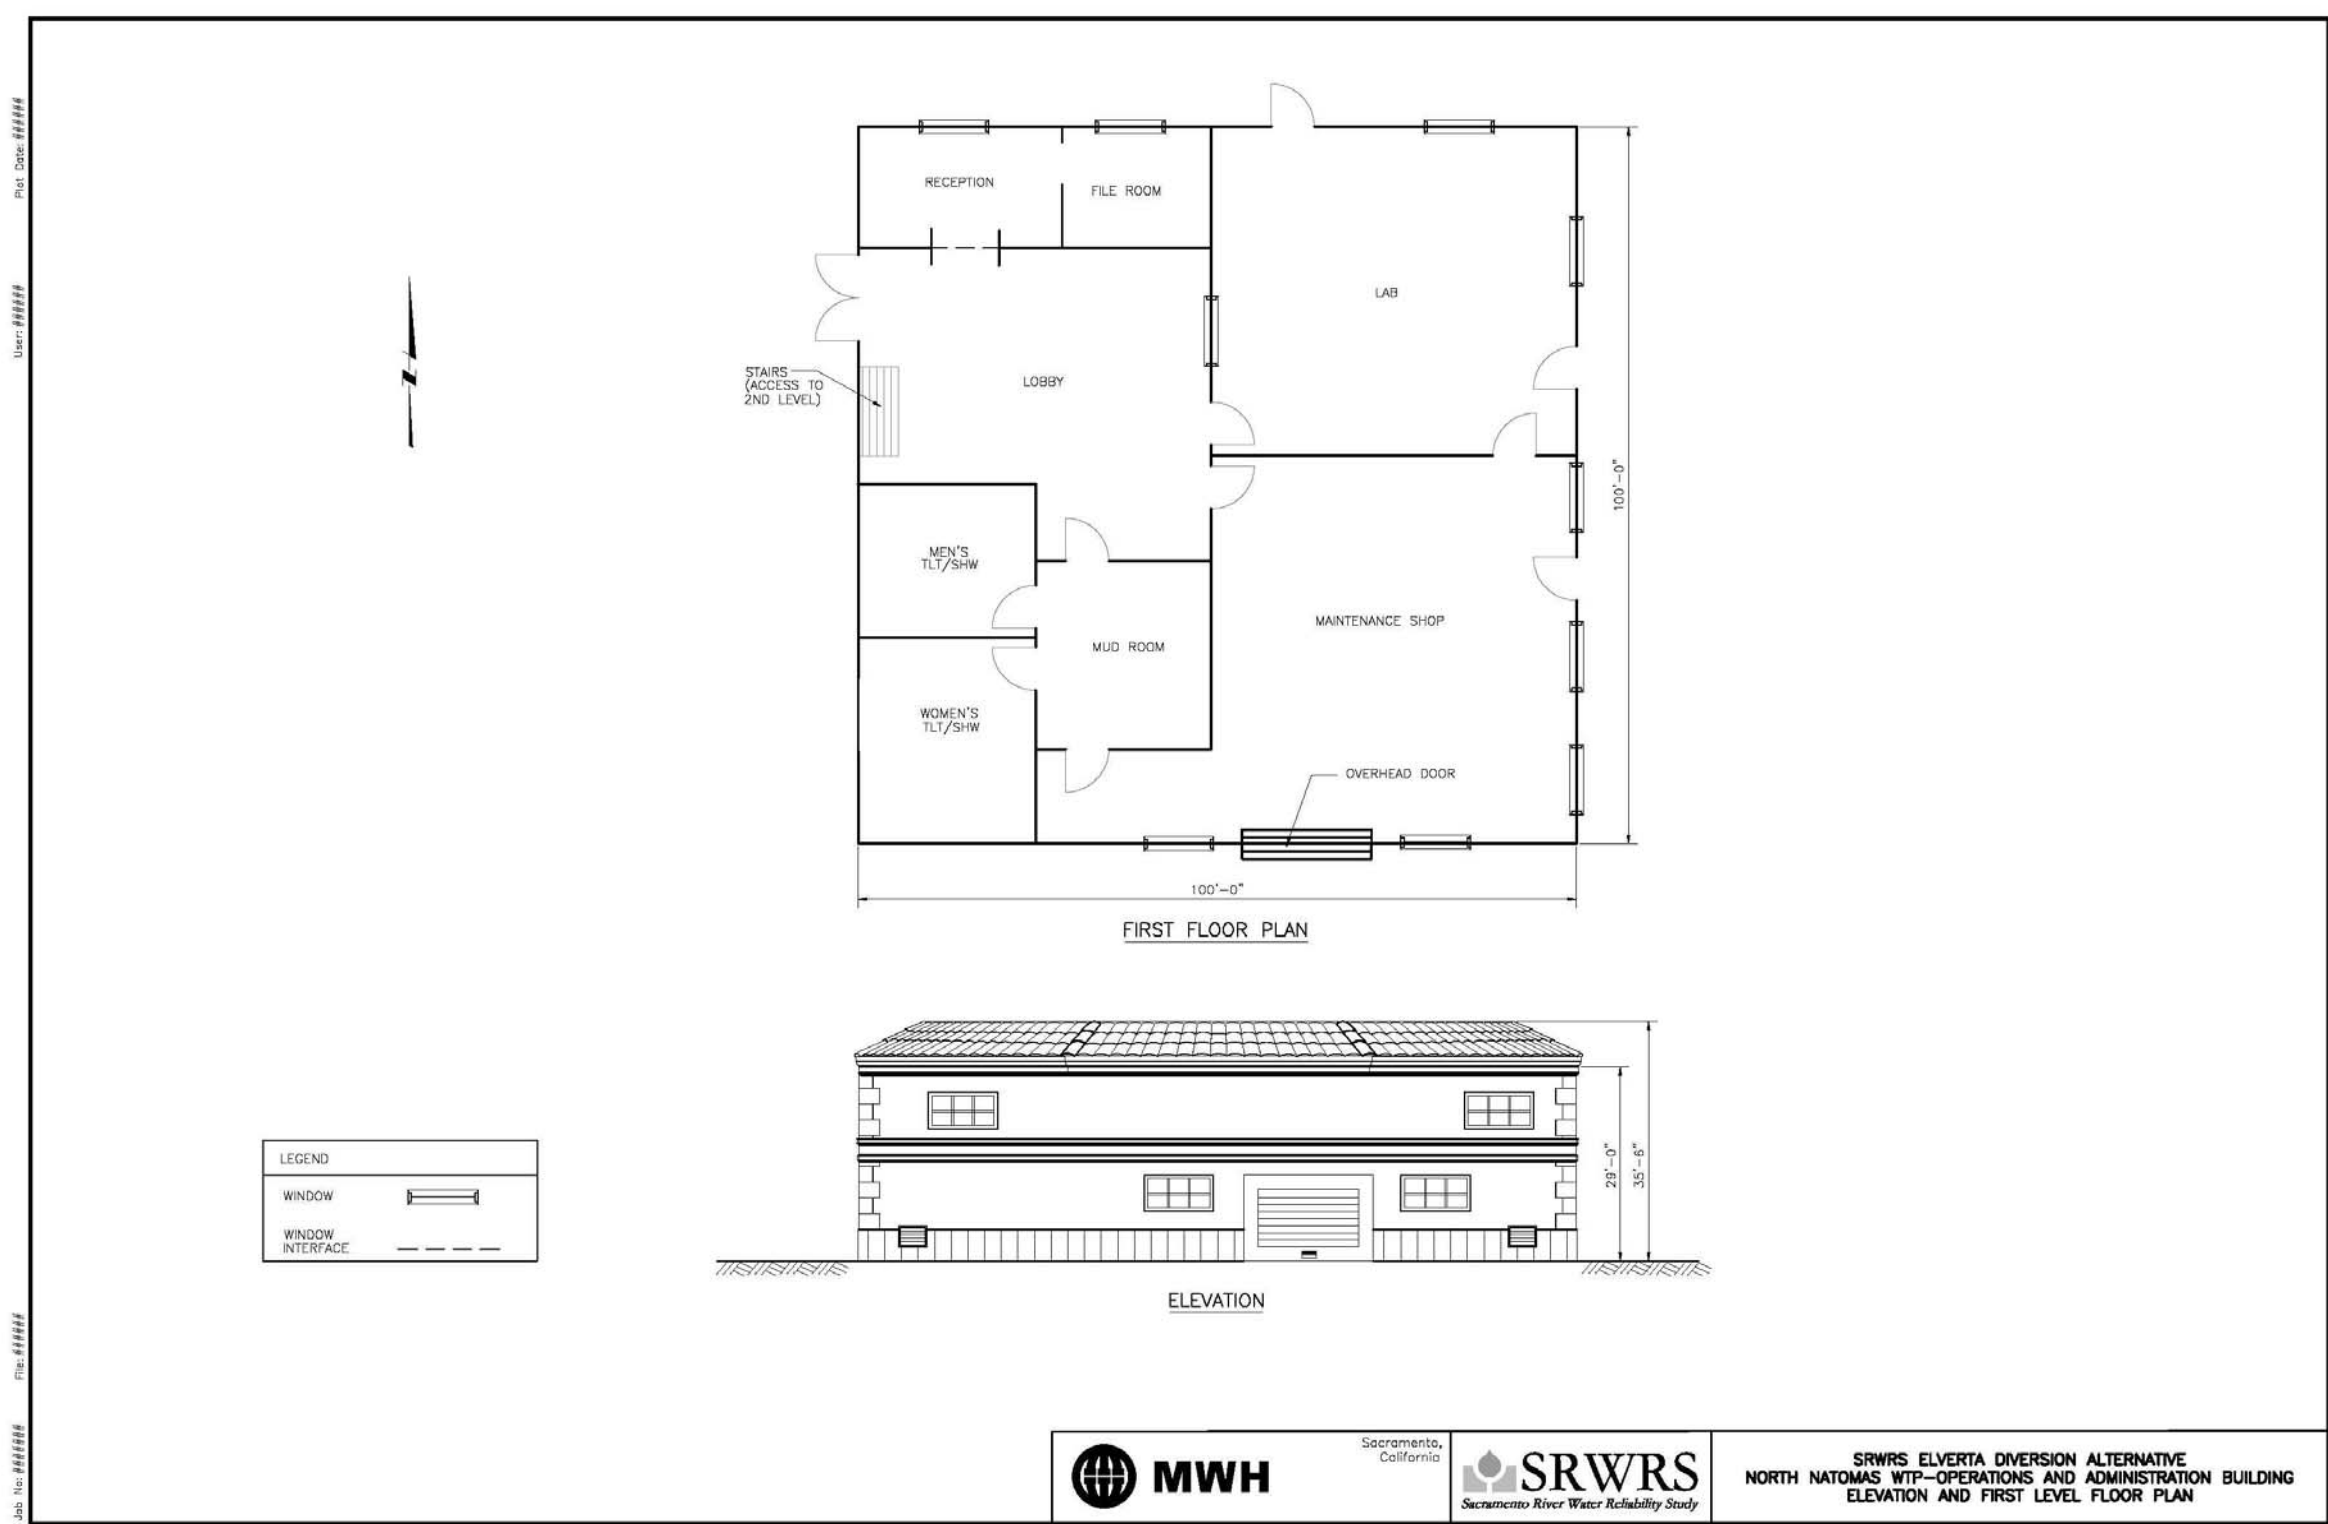 Plot Date: ######
User: ######
File: ######
Job No: ######
RECEPTION
FILE ROOM
LAB
STAIRS
(ACCESS TO
2ND LEVEL)
LOBBY
100'-0"
MEN'S
TLT/SHW
MAINTENANCE SHOP
MUD ROOM
WOMEN'S
TLT/SHW
OVERHEAD DOOR
100'-0"
FIRST FLOOR PLAN
N
29'-0"
35'-6"
ELEVATION
LEGEND
WINDOW
WINDOW
INTERFACE
MWH
Sacramento,
California
SRWRS
Sacramento River Water Reliability Study
SRWRS ELVERTA DIVERSION ALTERNATIVE
NORTH NATOMAS WTP-OPERATIONS AND ADMINISTRATION BUILDING
ELEVATION AND FIRST LEVEL FLOOR PLAN